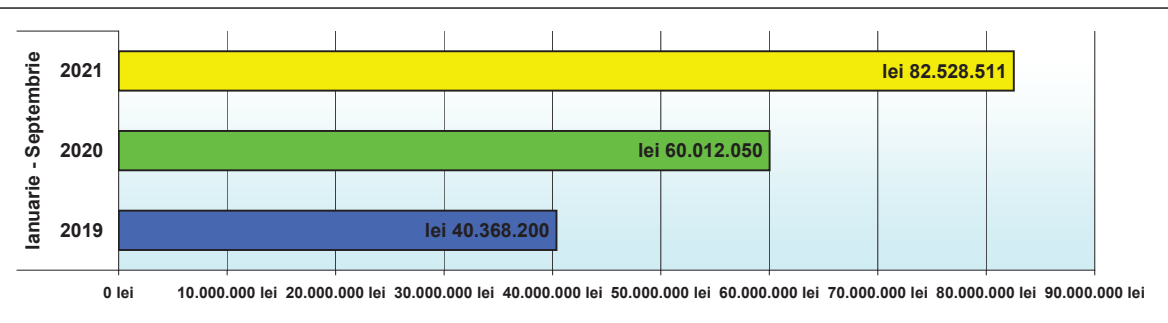 Ianuarie - Septembrie
2021
lei 82.528.511
2020
lei 60.012.050
2019
lei 40.368.200
0 lei 10.000.000 lei 20.000.000 lei 30.000.000 lei 40.000.000 lei 50.000.000 lei 60.000.000 lei 70.000.000 lei 80.000.000 lei 90.000.000 lei